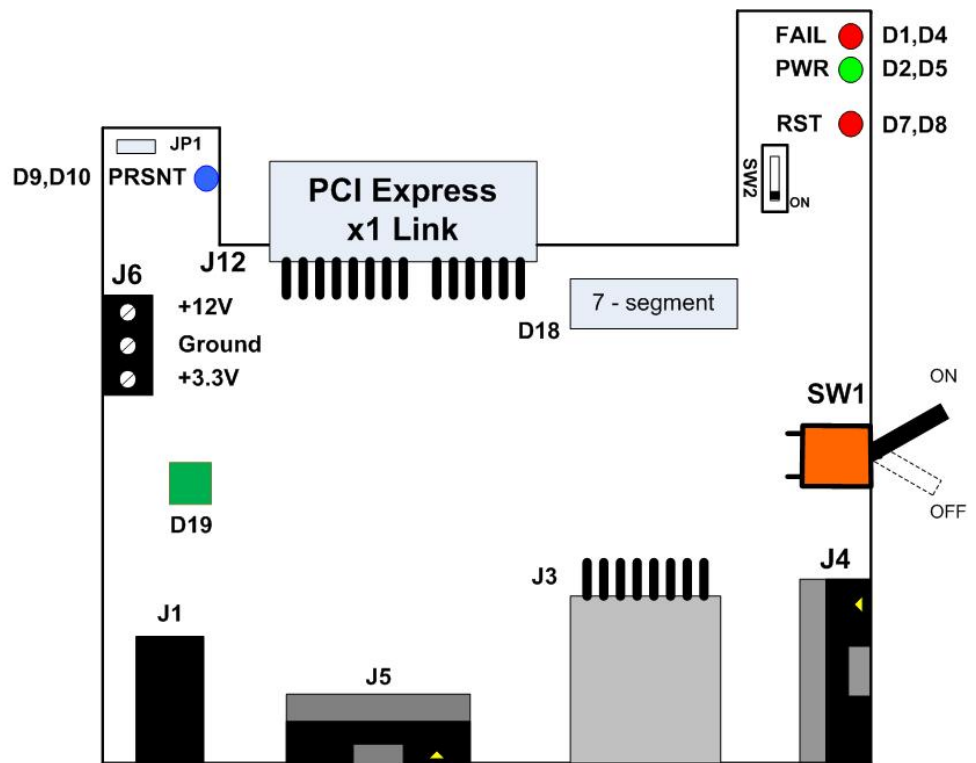 FAIL D1,D4
PWR D2,D5
RST D7,D8
JP1
D9,D10 PRSNT
SW2
ON
PCI Express
x1 Link
J12
J6
+12V
Ground
+3.3V
7 - segment
D18
ON
SW1
OFF
D19
J3
J4
J1
J5